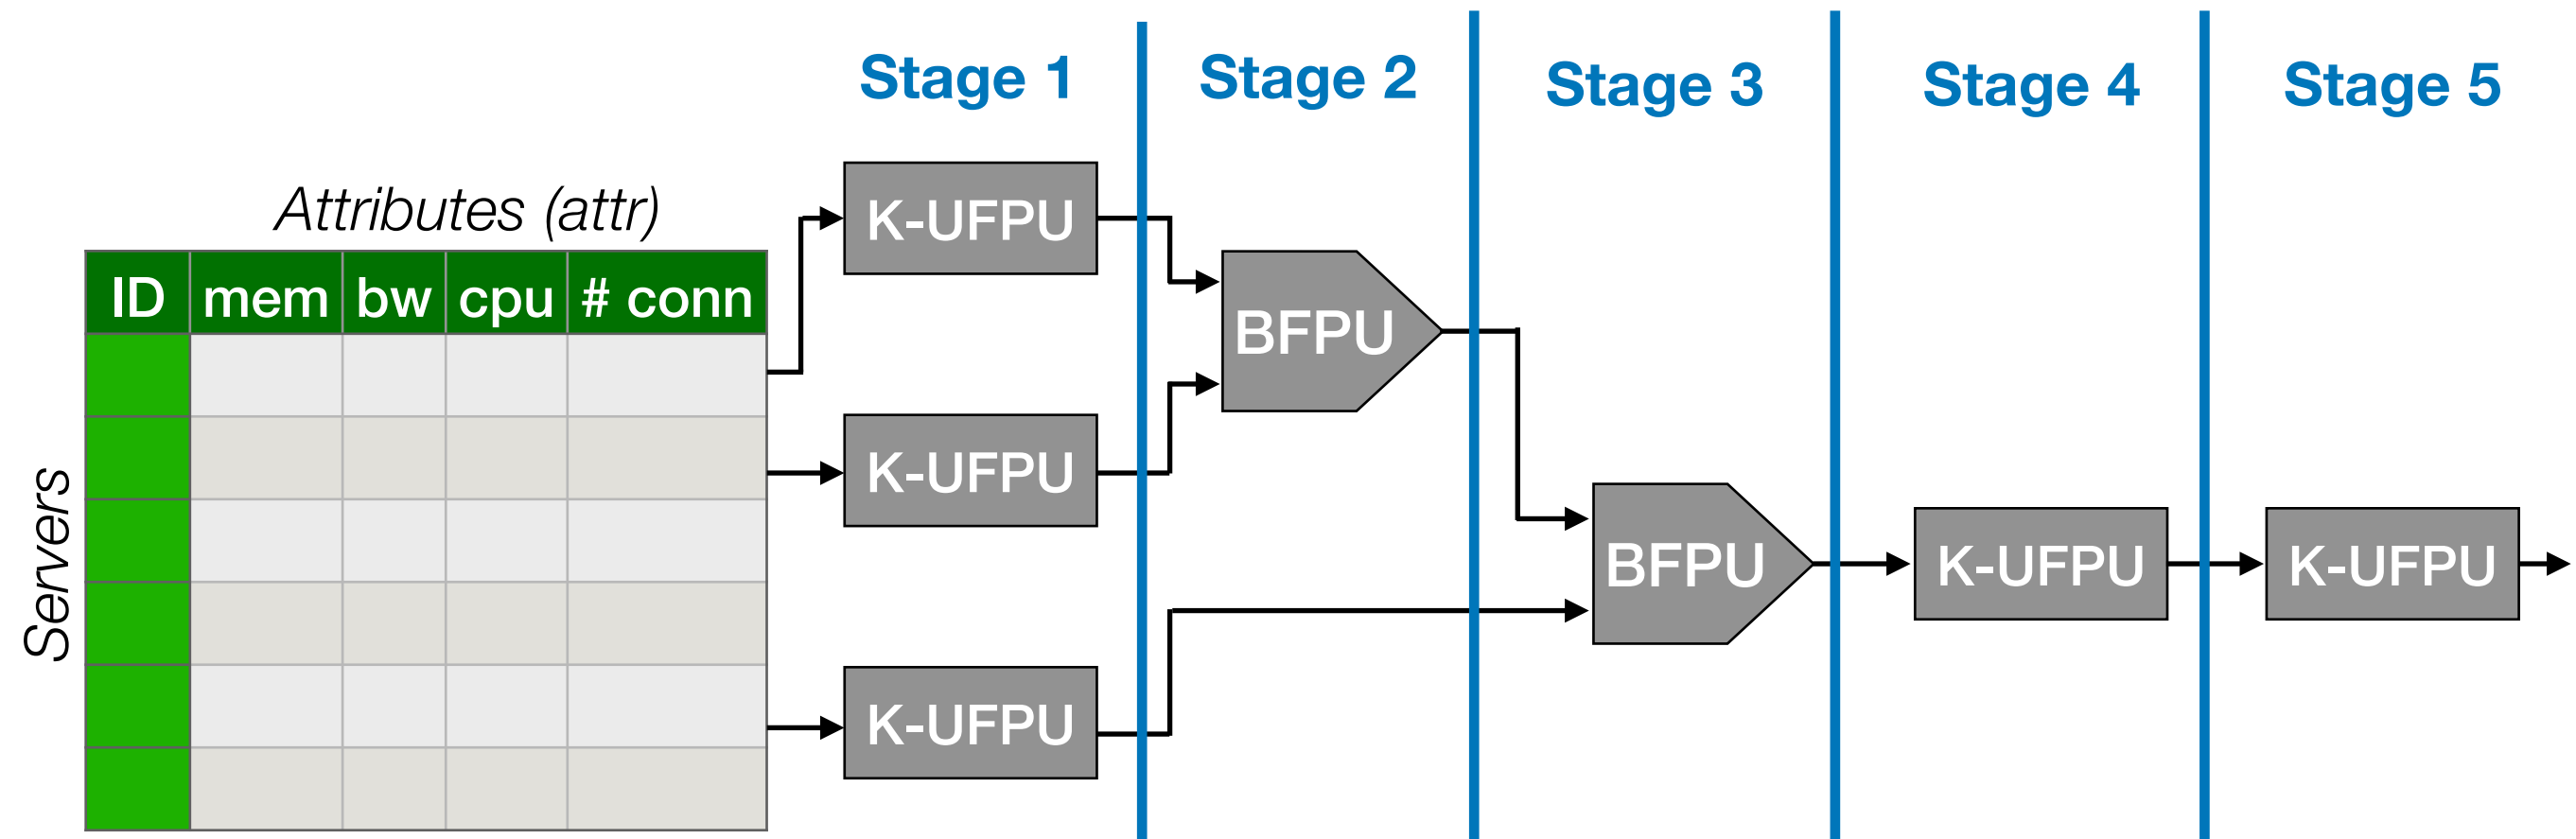 Stage 1
Stage 2
Stage 3
Stage 4
Stage 5
Attributes (attr)
ID mem bw cpu # conn
Servers
K-UFPU
K-UFPU
K-UFPU
BFPU
BFPU
K-UFPU
K-UFPU